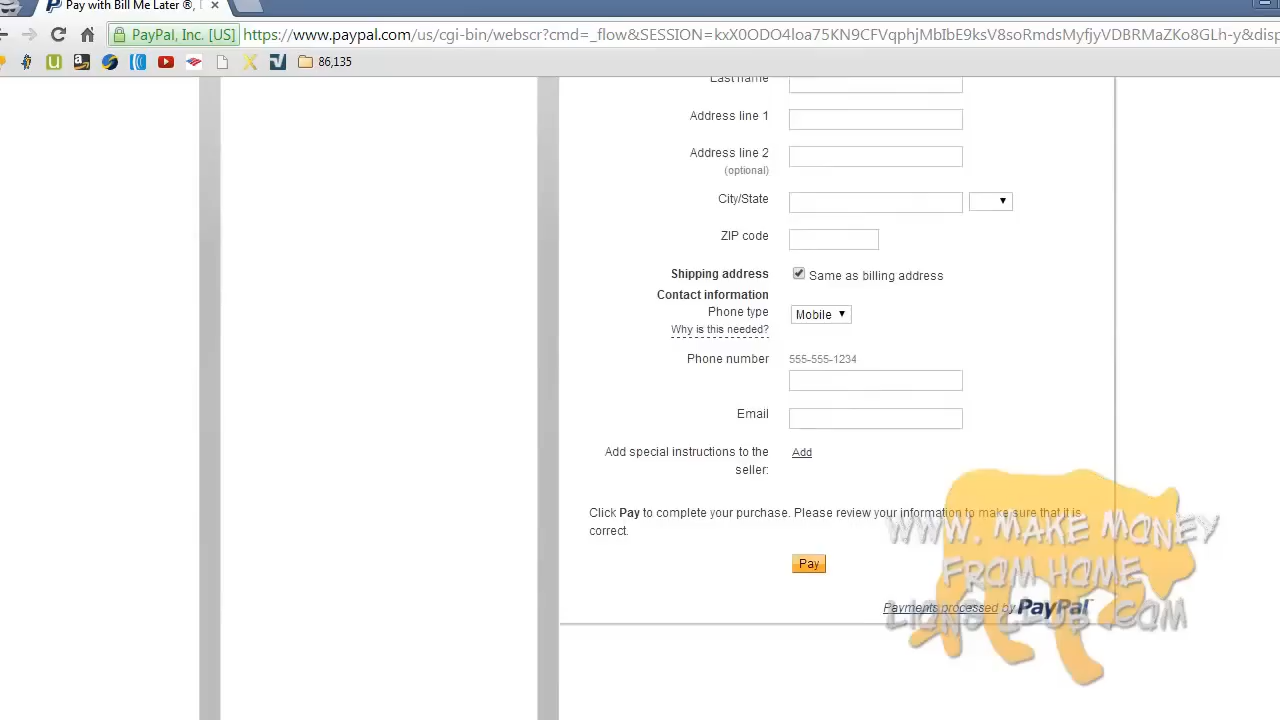 Pay with Bill Me Later ®, [
PayPal, Inc. [US] https://www.paypal.com/us/cgi-bin/webscr?cmd=_flow&SESSION=kxX0ODO4loa75KN9CFVqphjMbIbE9ksV8soRmdsMyfjyVDBRMaZKo8GLh-y&disp
86,135
Last name
Address line 1
Address line 2
(optional)
City/State
ZIP code
Shipping address Same as billing address
Contact information
Phone type Mobile
Why is this needed?
Phone number 555-555-1234
Email
Add special instructions to the Add
seller:
Click Pay to complete your purchase. Please review your information to make sure that it is
correct.
Pay
Payments processed by PayPal
WWW. MAKE MONEY
FROM HOME
LIONS CLUB .COM